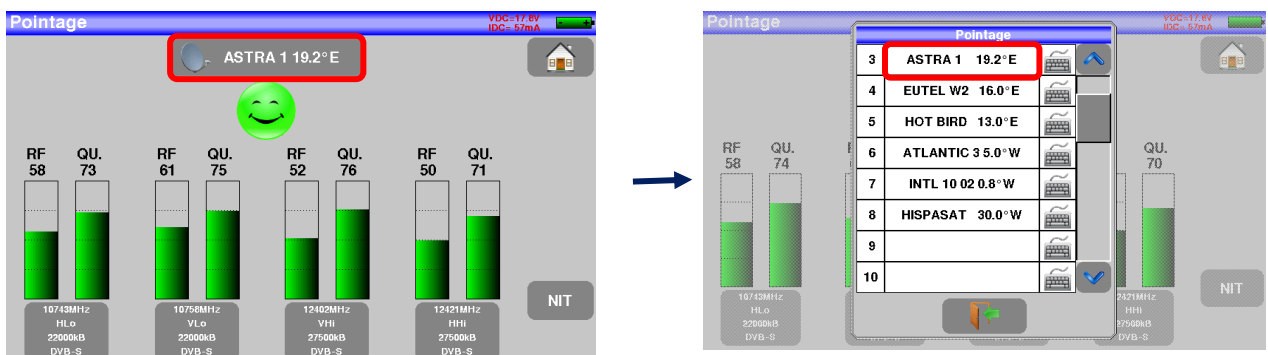 Pointage
VDC=17.8V
IDC= 57mA
ASTRA 1 19.2°E
RF QU. RF QU. RF QU. RF QU.
58 73 61 75 52 76 50 71
10743MHz 10758MHz 12402MHz 12421MHz
HLo VLo VHi HHi
22000kB 22000kB 27500kB 27500kB
DVB-S DVB-S DVB-S DVB-S
NIT
Pointage
VDC=17.6V
IDC= 57mA
Pointage
3 ASTRA 1 19.2°E
4 EUTEL W2 16.0°E
5 HOT BIRD 13.0°E
6 ATLANTIC 3 5.0°W
7 INTL 10 02 0.8°W
8 HISPASAT 30.0°W
9
10
RF QU. QU.
58 74 70
10743MHz 2421MHz
HLo HHi
22000kB 27500kB
DVB-S DVB-S
NIT